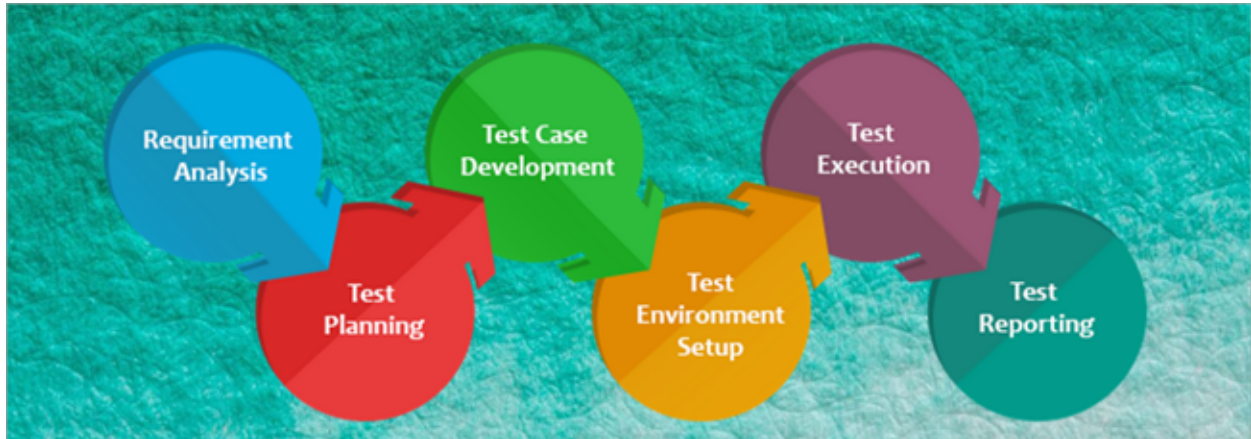 Requirement
Analysis
Test
Planning
Test Case
Development
Test
Environment
Setup
Test
Execution
Test
Reporting